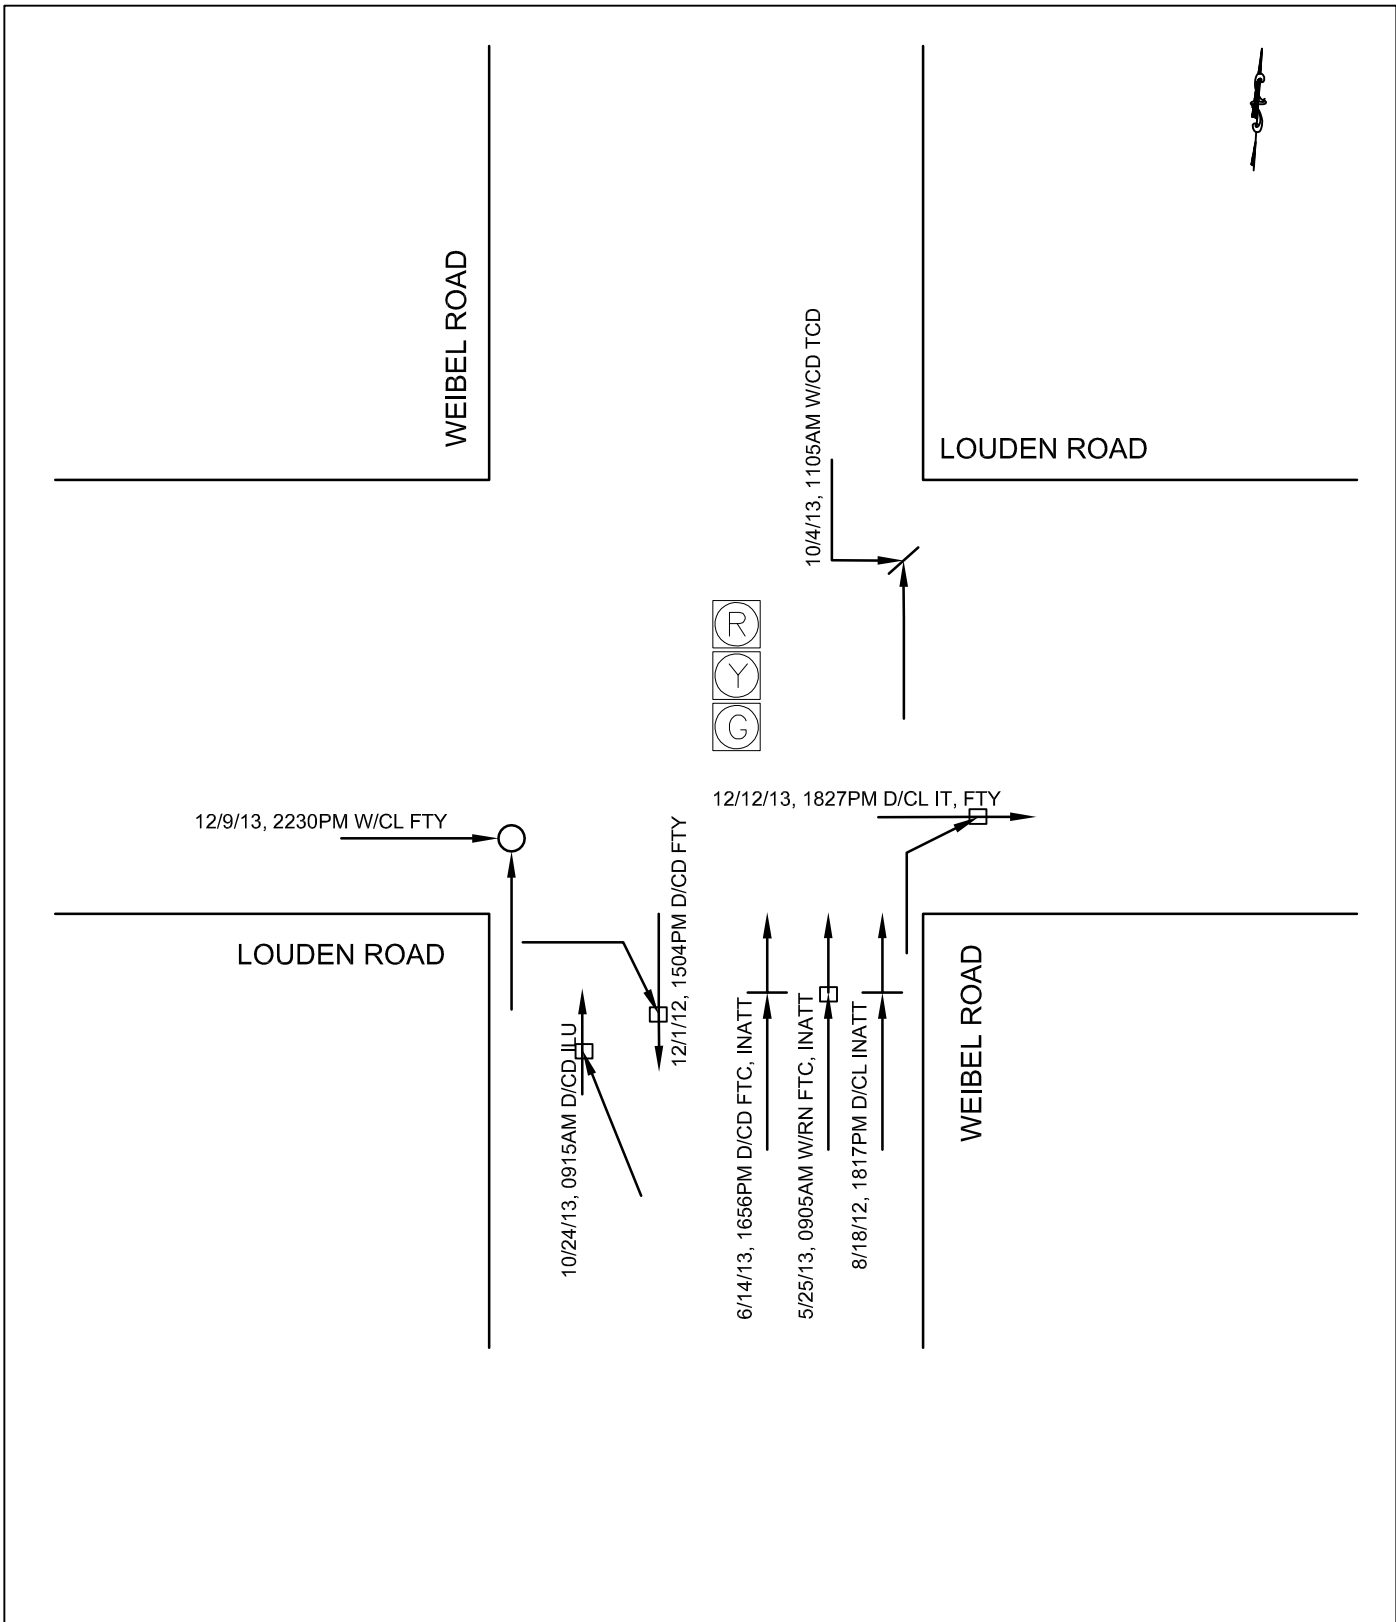 WEIBEL ROAD
10/4/13, 1105AM W/CD TCD
LOUDEN ROAD
R
Y
G
12/12/13, 1827PM D/CL IT, FTY
12/9/13, 2230PM W/CL FTY
12/1/12, 1504PM D/CD FTY
LOUDEN ROAD
10/24/13, 0915AM D/CD ILU
6/14/13, 1656PM D/CD FTC, INATT
5/25/13, 0905AM W/RN FTC, INATT
8/18/12, 1817PM D/CL INATT
WEIBEL ROAD